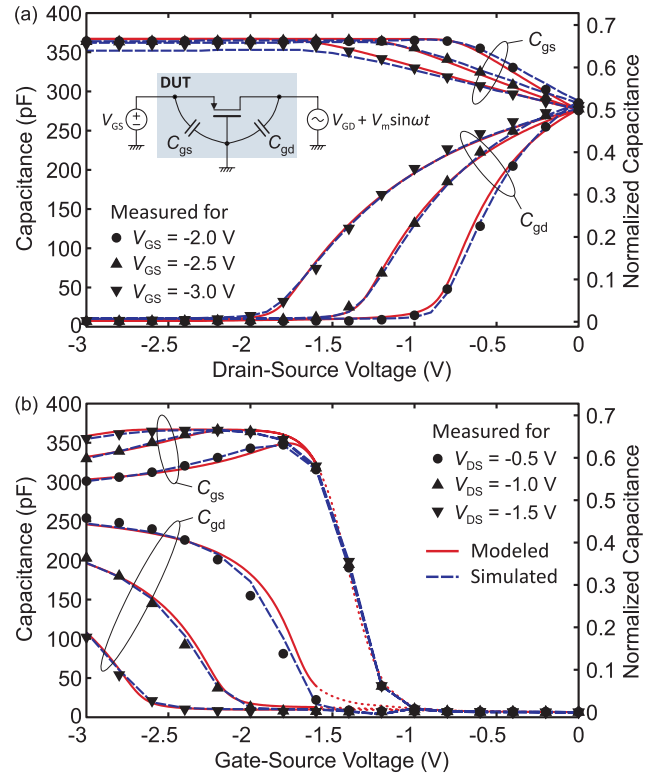 (a)
400
350
300
250
200
150
100
50
0
Capacitance (pF)
0.7
0.6
0.5
0.4
0.3
0.2
0.1
0
Normalized Capacitance
DUT
VGS
Cgs
Cgd
VGD + Vmsinωt
Cgs
Cgd
Measured for
VGS = -2.0 V
VGS = -2.5 V
VGS = -3.0 V
-3 -2.5 -2 -1.5 -1 -0.5 0
Drain-Source Voltage (V)
(b)
400
350
300
250
200
150
100
50
0
Capacitance (pF)
0.7
0.6
0.5
0.4
0.3
0.2
0.1
0
Normalized Capacitance
Cgs
Cgd
Measured for
VDS = -0.5 V
VDS = -1.0 V
VDS = -1.5 V
Modeled
Simulated
-3 -2.5 -2 -1.5 -1 -0.5 0
Gate-Source Voltage (V)